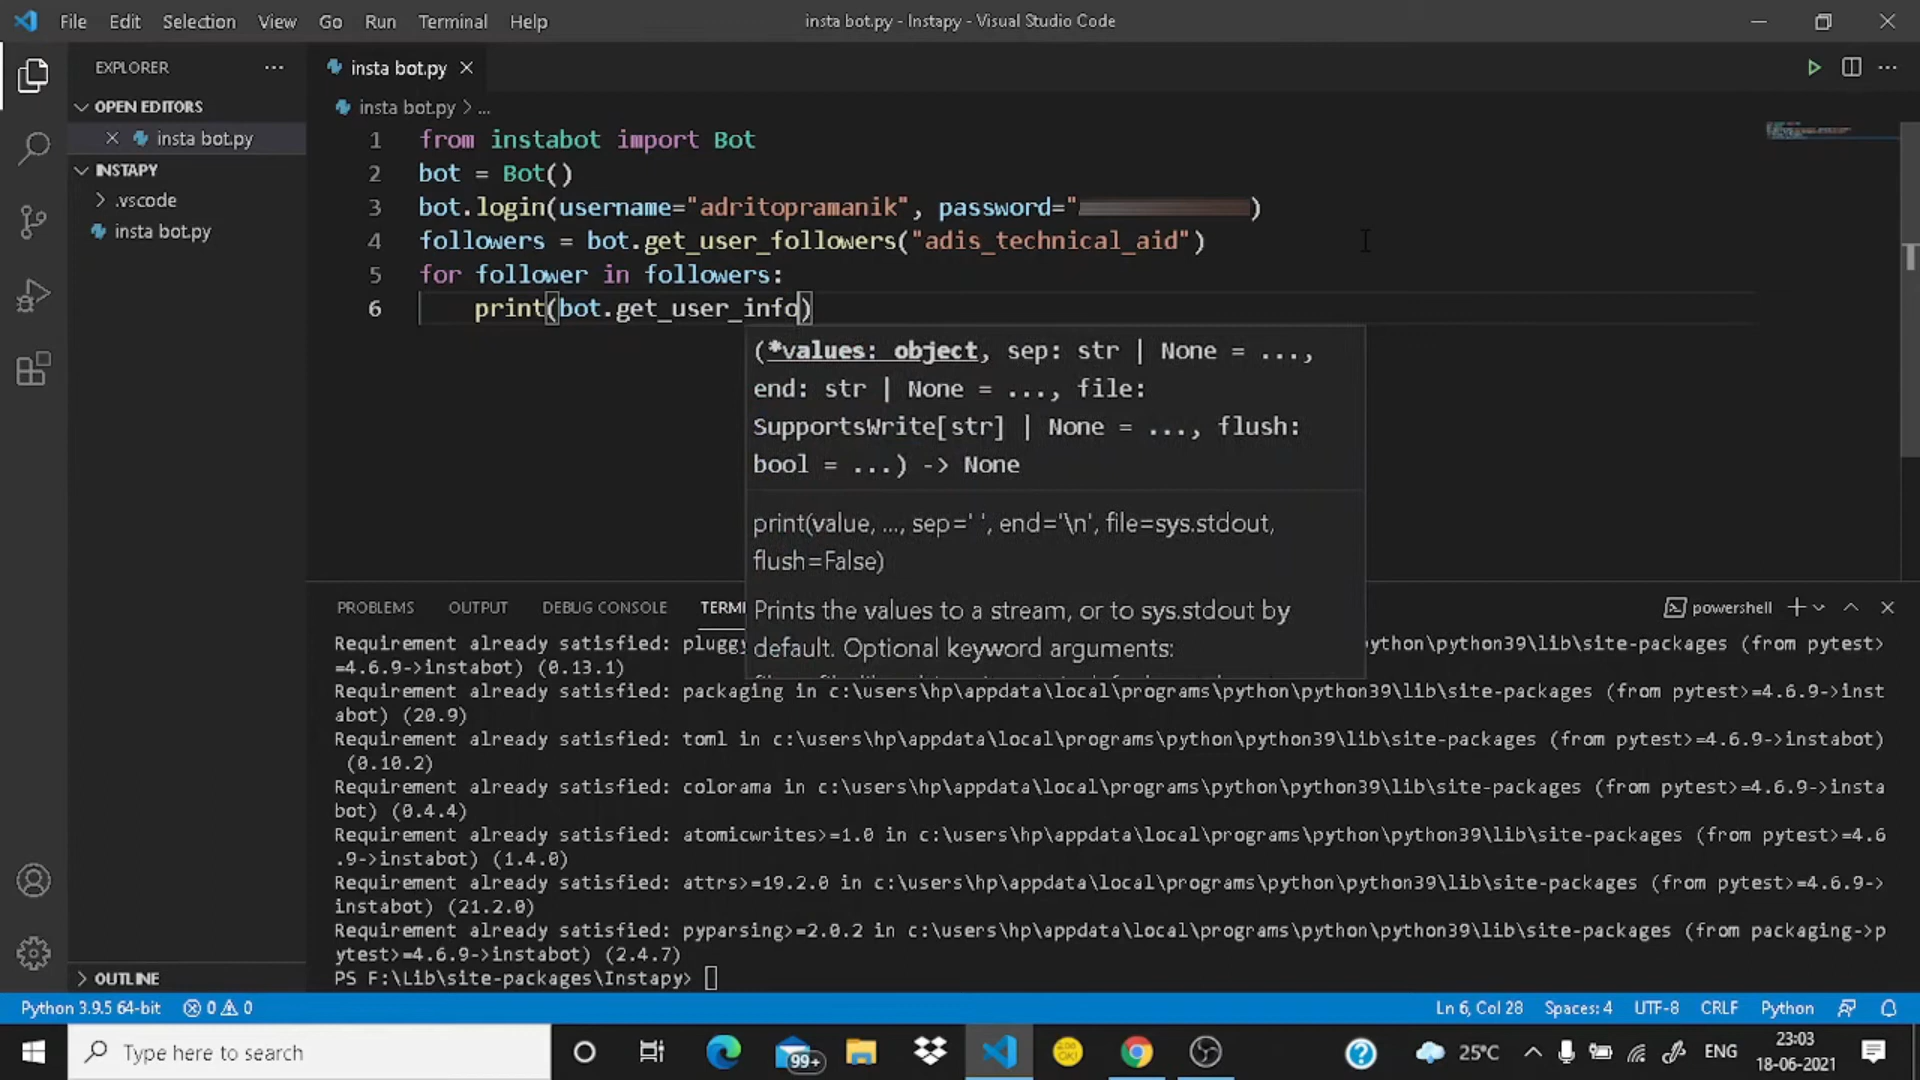 File Edit Selection View Go Run Terminal Help
insta bot.py - Instapy - Visual Studio Code
EXPLORER
insta bot.py
OPEN EDITORS
insta bot.py
INSTAPY
.vscode
insta bot.py
insta bot.py > ...
1 from instabot import Bot
2 bot = Bot()
3 bot.login(username="adritopramanik", password=" )
4 followers = bot.get_user_followers("adis_technical_aid")
5 for follower in followers:
6 print(bot.get_user_info)
(*values: object, sep: str | None = ...,
end: str | None = ..., file:
SupportsWrite[str] | None = ..., flush:
bool = ...) -> None
print(value, ..., sep=' ', end='\n', file=sys.stdout,
flush=False)
Prints the values to a stream, or to sys.stdout by
default. Optional keyword arguments:
PROBLEMS OUTPUT DEBUG CONSOLE TERM
powershell
Requirement already satisfied: pluggy ython\python39\lib\site-packages (from pytest>
=4.6.9->instabot) (0.13.1)
Requirement already satisfied: packaging in c:\users\hp\appdata\local\programs\python\python39\lib\site-packages (from pytest>=4.6.9->inst
abot) (20.9)
Requirement already satisfied: toml in c:\users\hp\appdata\local\programs\python\python39\lib\site-packages (from pytest>=4.6.9->instabot)
(0.10.2)
Requirement already satisfied: colorama in c:\users\hp\appdata\local\programs\python\python39\lib\site-packages (from pytest>=4.6.9->insta
bot) (0.4.4)
Requirement already satisfied: atomicwrites>=1.0 in c:\users\hp\appdata\local\programs\python\python39\lib\site-packages (from pytest>=4.6
.9->instabot) (1.4.0)
Requirement already satisfied: attrs>=19.2.0 in c:\users\hp\appdata\local\programs\python\python39\lib\site-packages (from pytest>=4.6.9->
instabot) (21.2.0)
Requirement already satisfied: pyparsing>=2.0.2 in c:\users\hp\appdata\local\programs\python\python39\lib\site-packages (from packaging->p
ytest>=4.6.9->instabot) (2.4.7)
PS F:\Lib\site-packages\Instapy>
OUTLINE
Python 3.9.5 64-bit 0 0
Ln 6, Col 28 Spaces: 4 UTF-8 CRLF Python
Type here to search
99+
25°C
ENG
23:03
18-06-2021